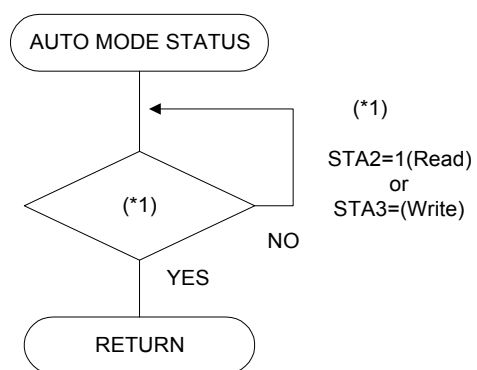 AUTO MODE STATUS
(*1)
STA2=1(Read)
or
STA3=(Write)
(*1)
NO
YES
RETURN